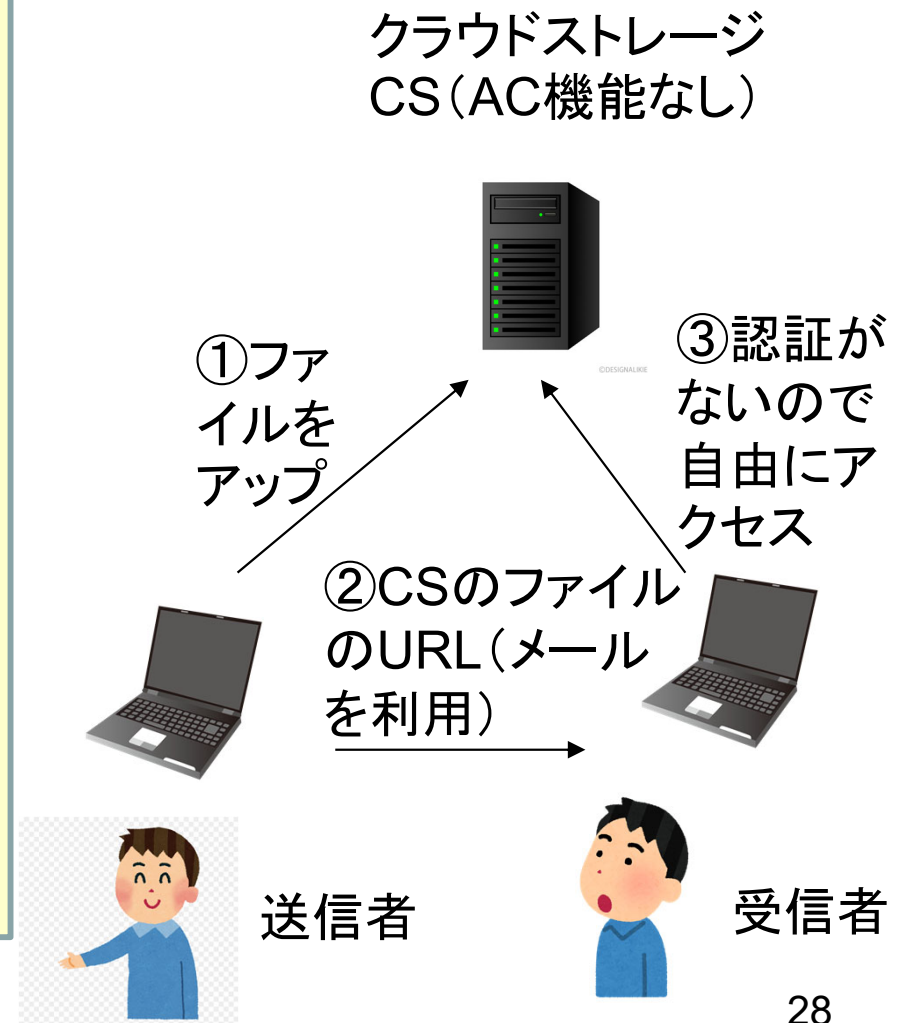 クラウドストレージ
CS(AC機能なし)
①ファ
イルを
アップ
③認証が
ないので
自由にア
クセス
©DESIGNALIKIE
②CSのファイル
のURL(メール
を利用)
送信者
受信者
28